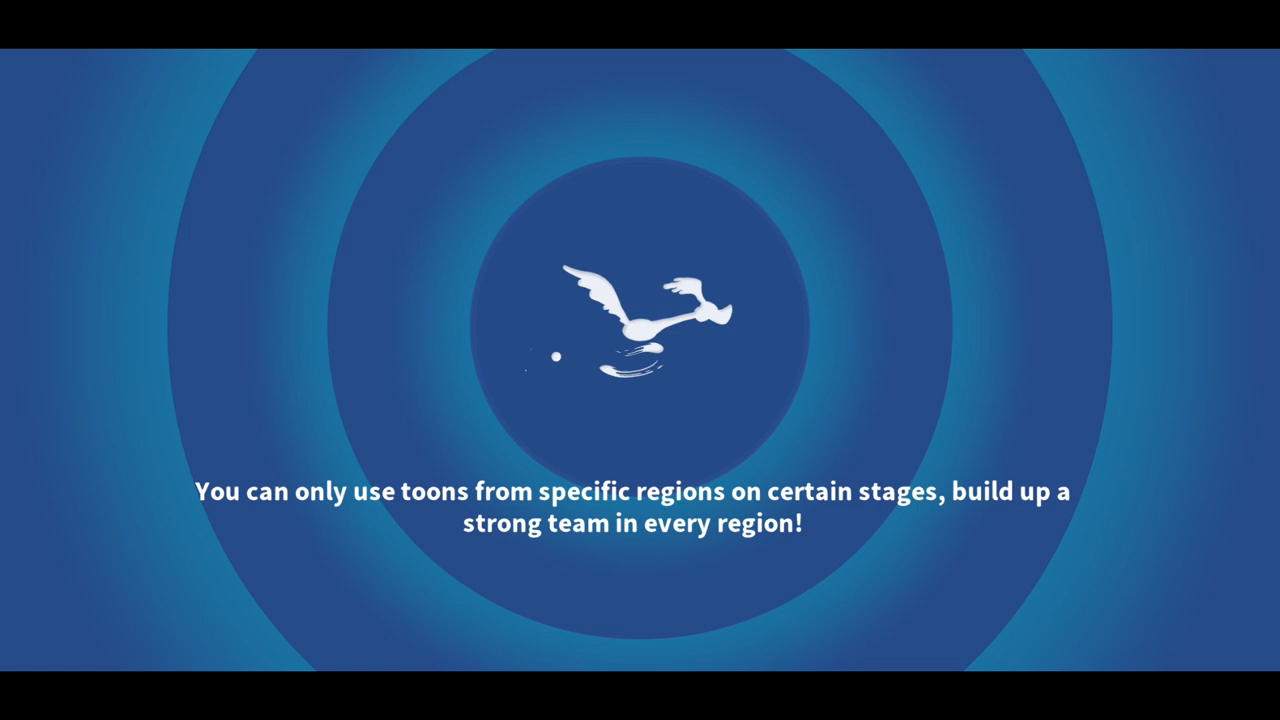 You can only use toons from specific regions on certain stages, build up a
strong team in every region!